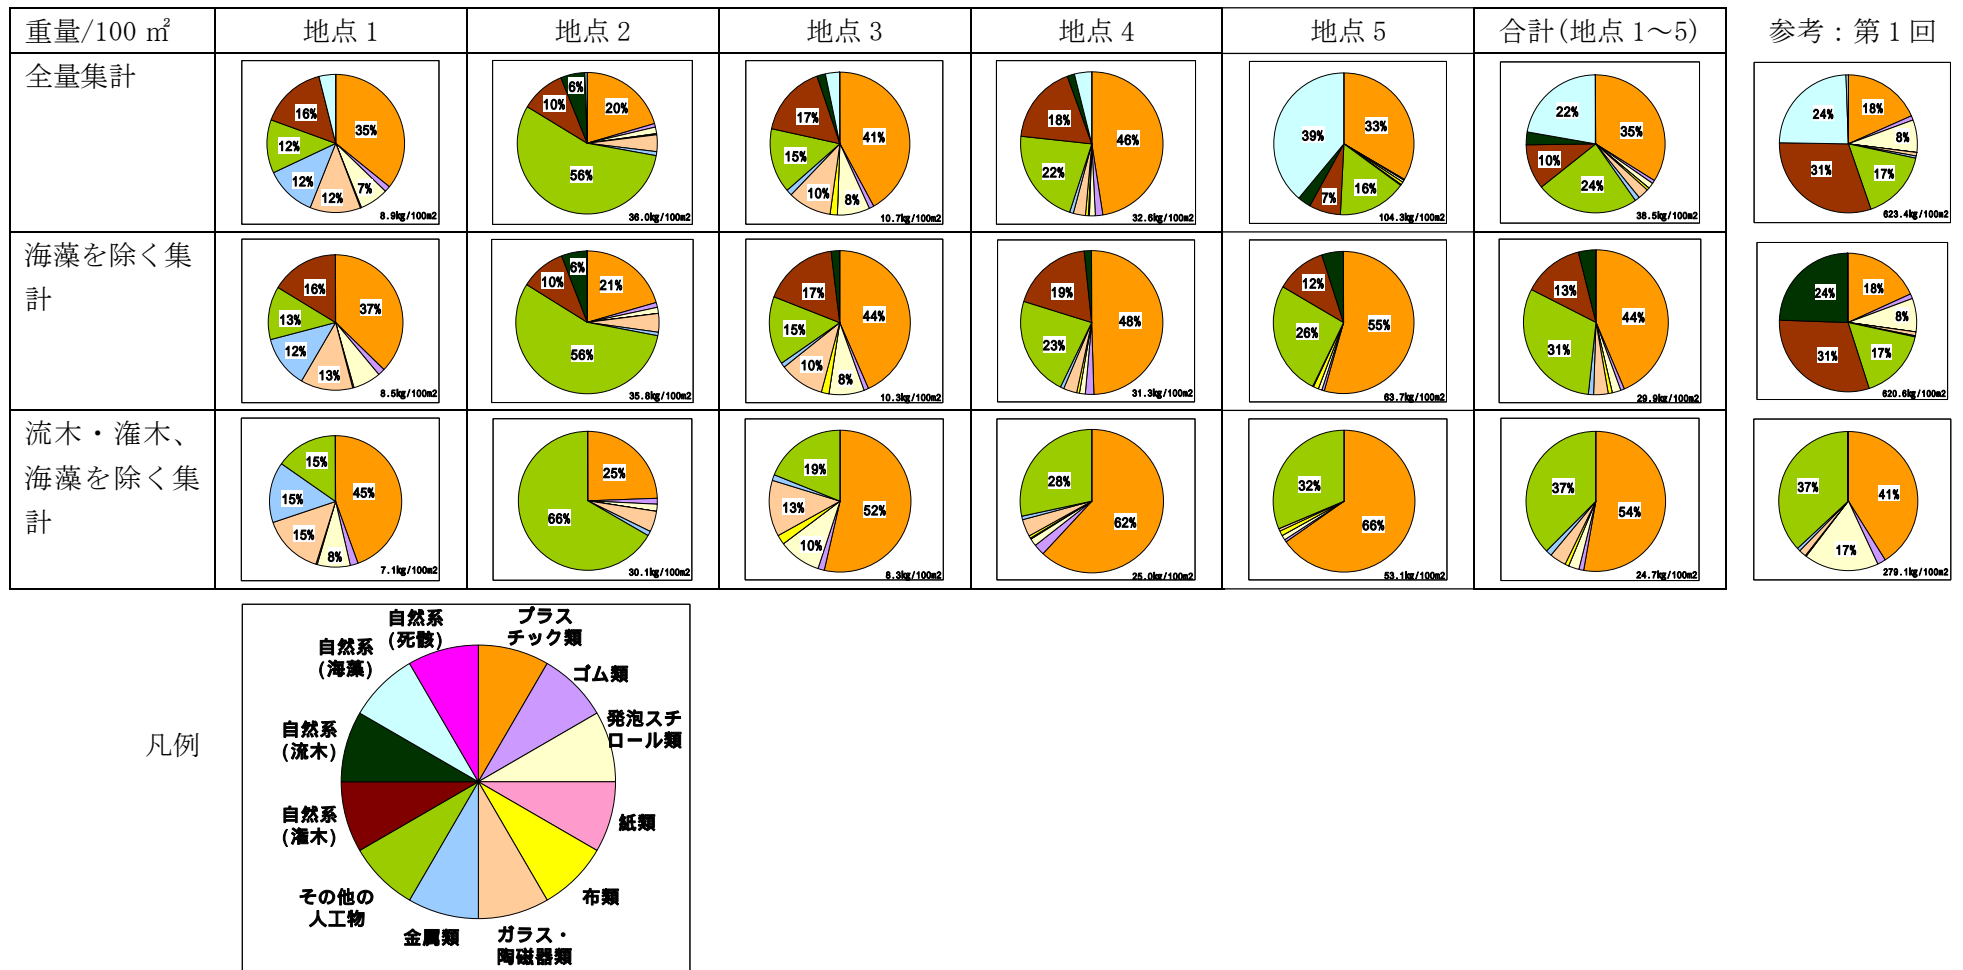 重量/100 ㎡ 地点 1 地点 2 地点 3 地点 4 地点 5 合計(地点 1～5) 参考：第 1 回
全量集計
35% 7% 12% 12% 12% 16% 8.9kg/100m2
20% 56% 10% 6% 36.0kg/100m2
41% 8% 10% 15% 17% 10.7kg/100m2
46% 22% 18% 32.6kg/100m2
33% 16% 7% 39% 104.3kg/100m2
35% 24% 10% 22% 38.5kg/100m2
18% 8% 17% 31% 24% 623.4kg/100m2
海藻を除く集
計
37% 13% 12% 13% 16% 8.5kg/100m2
21% 56% 10% 6% 35.8kg/100m2
44% 8% 10% 15% 17% 10.3kg/100m2
48% 23% 19% 31.3kg/100m2
55% 26% 12% 63.7kg/100m2
44% 31% 13% 29.9kg/100m2
18% 8% 17% 31% 24% 620.6kg/100m2
流木・潅木、
海藻を除く集
計
45% 8% 15% 15% 15% 7.1kg/100m2
25% 66% 30.1kg/100m2
52% 10% 13% 19% 8.3kg/100m2
62% 28% 25.0kg/100m2
66% 32% 53.1kg/100m2
54% 37% 24.7kg/100m2
41% 17% 37% 279.1kg/100m2
凡例
プラス
チック類
ゴム類
発泡スチ
ロール類
紙類
布類
ガラス・
陶磁器類
金属類
その他の
人工物
自然系
(潅木)
自然系
(流木)
自然系
(海藻)
自然系
(死骸)